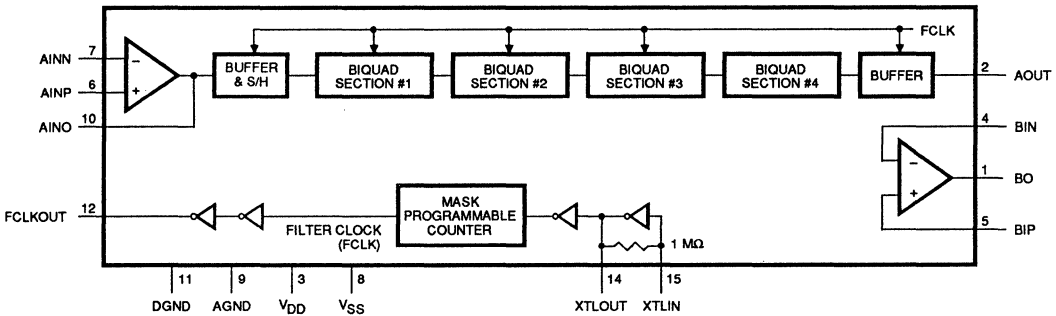 FCLK
7
AINN
−
BUFFER
& S/H
BIQUAD
SECTION #1
BIQUAD
SECTION #2
BIQUAD
SECTION #3
BIQUAD
SECTION #4
BUFFER
2
AOUT
6
AINP
+
10
AINO
4
BIN
−
1
BO
+
5
BIP
12
FCLKOUT
FILTER CLOCK
(FCLK)
MASK
PROGRAMMABLE
COUNTER
1 MΩ
11
9
3
8
14
15
DGND
AGND
VDD
VSS
XTLOUT
XTLIN